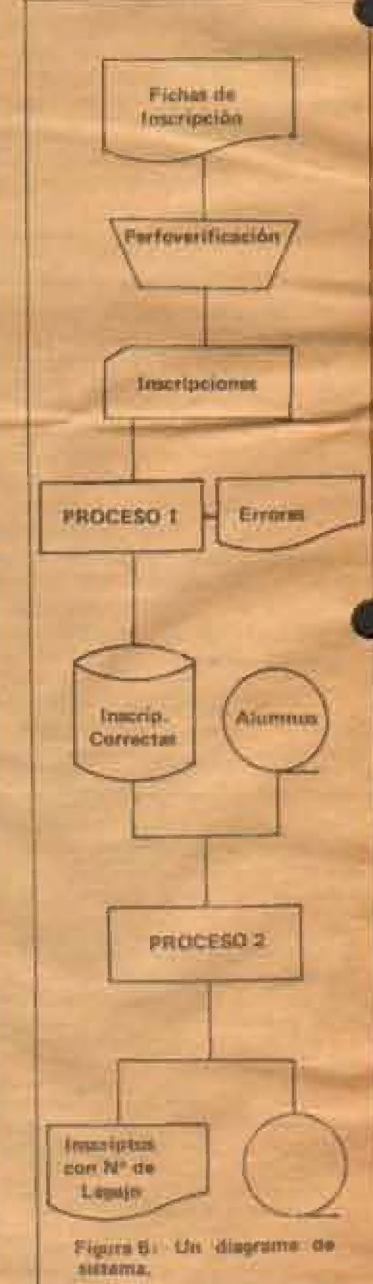 Fichas de
Inscripción
Perfoverificación
Inscripciones
PROCESO 1
Errores
Inscrip.
Correctas
Alumnos
PROCESO 2
Inscriptos
con Nº de
Legajo
Figura 5: Un diagrama de
sistema.